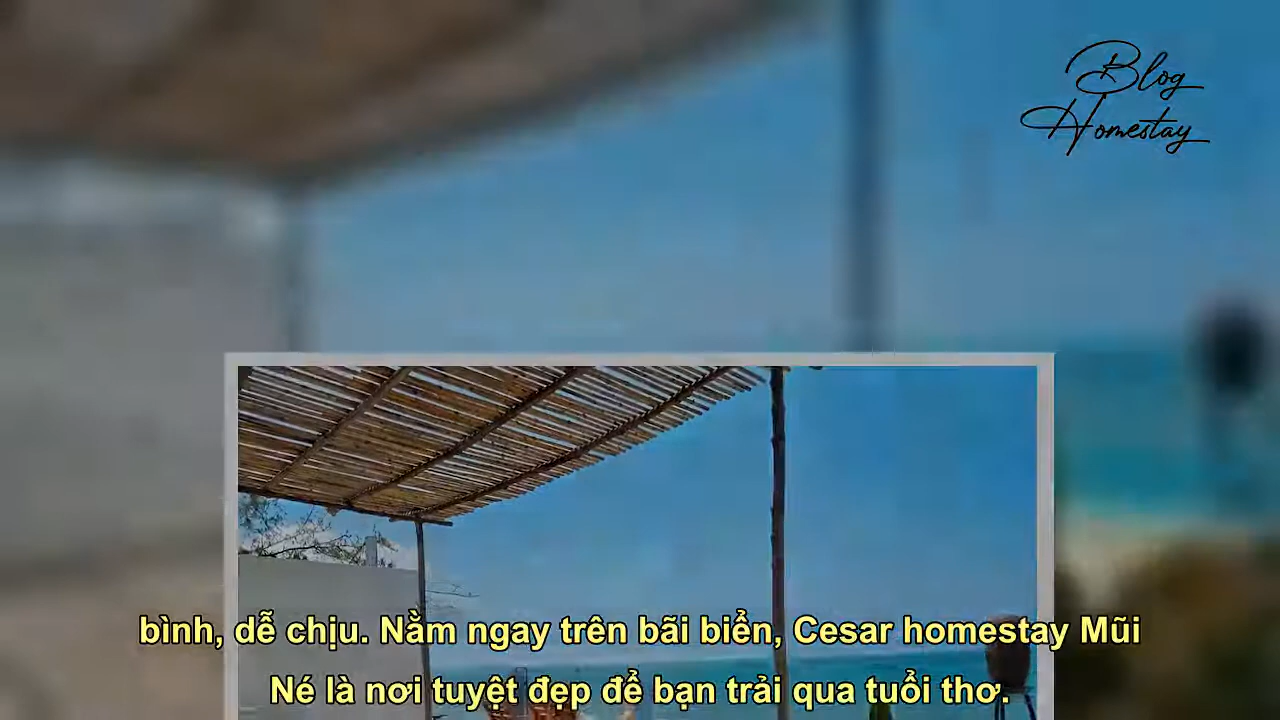 Blog
Homestay
bình, dễ chịu. Nằm ngay trên bãi biển, Cesar homestay Mũi
Né là nơi tuyệt đẹp để bạn trải qua tuổi thơ.